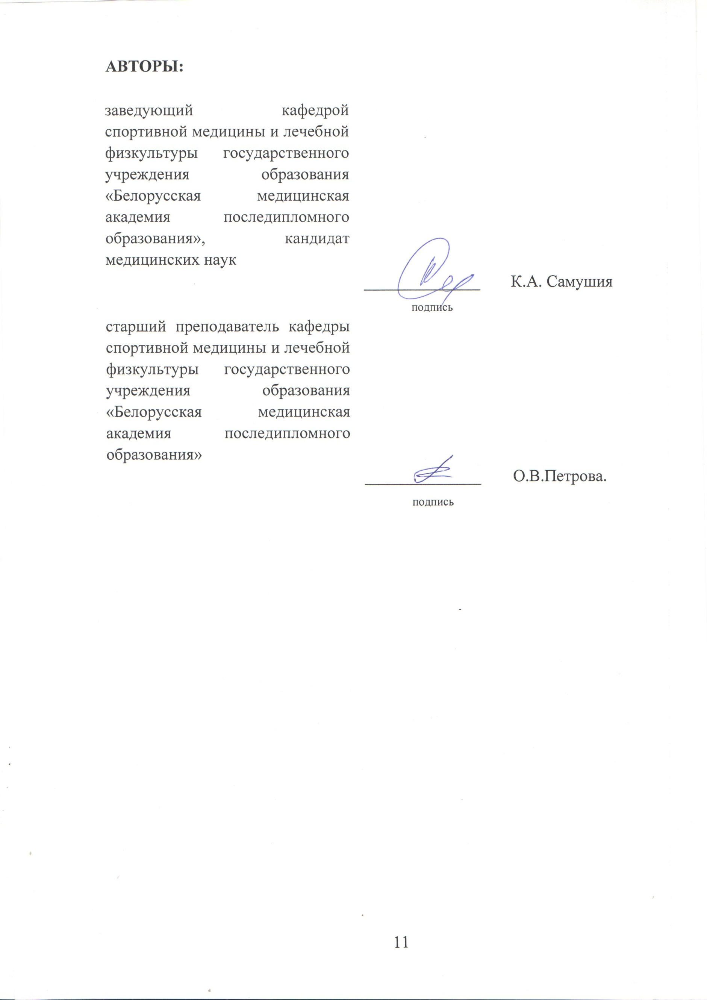 АВТОРЫ:
заведующий кафедрой
спортивной медицины и лечебной
физкультуры государственного
учреждения образования
«Белорусская медицинская
академия последипломного
образования», кандидат
медицинских наук
К.А. Самушия
подпись
старший преподаватель кафедры
спортивной медицины и лечебной
физкультуры государственного
учреждения образования
«Белорусская медицинская
академия последипломного
образования»
О.В.Петрова.
подпись
11